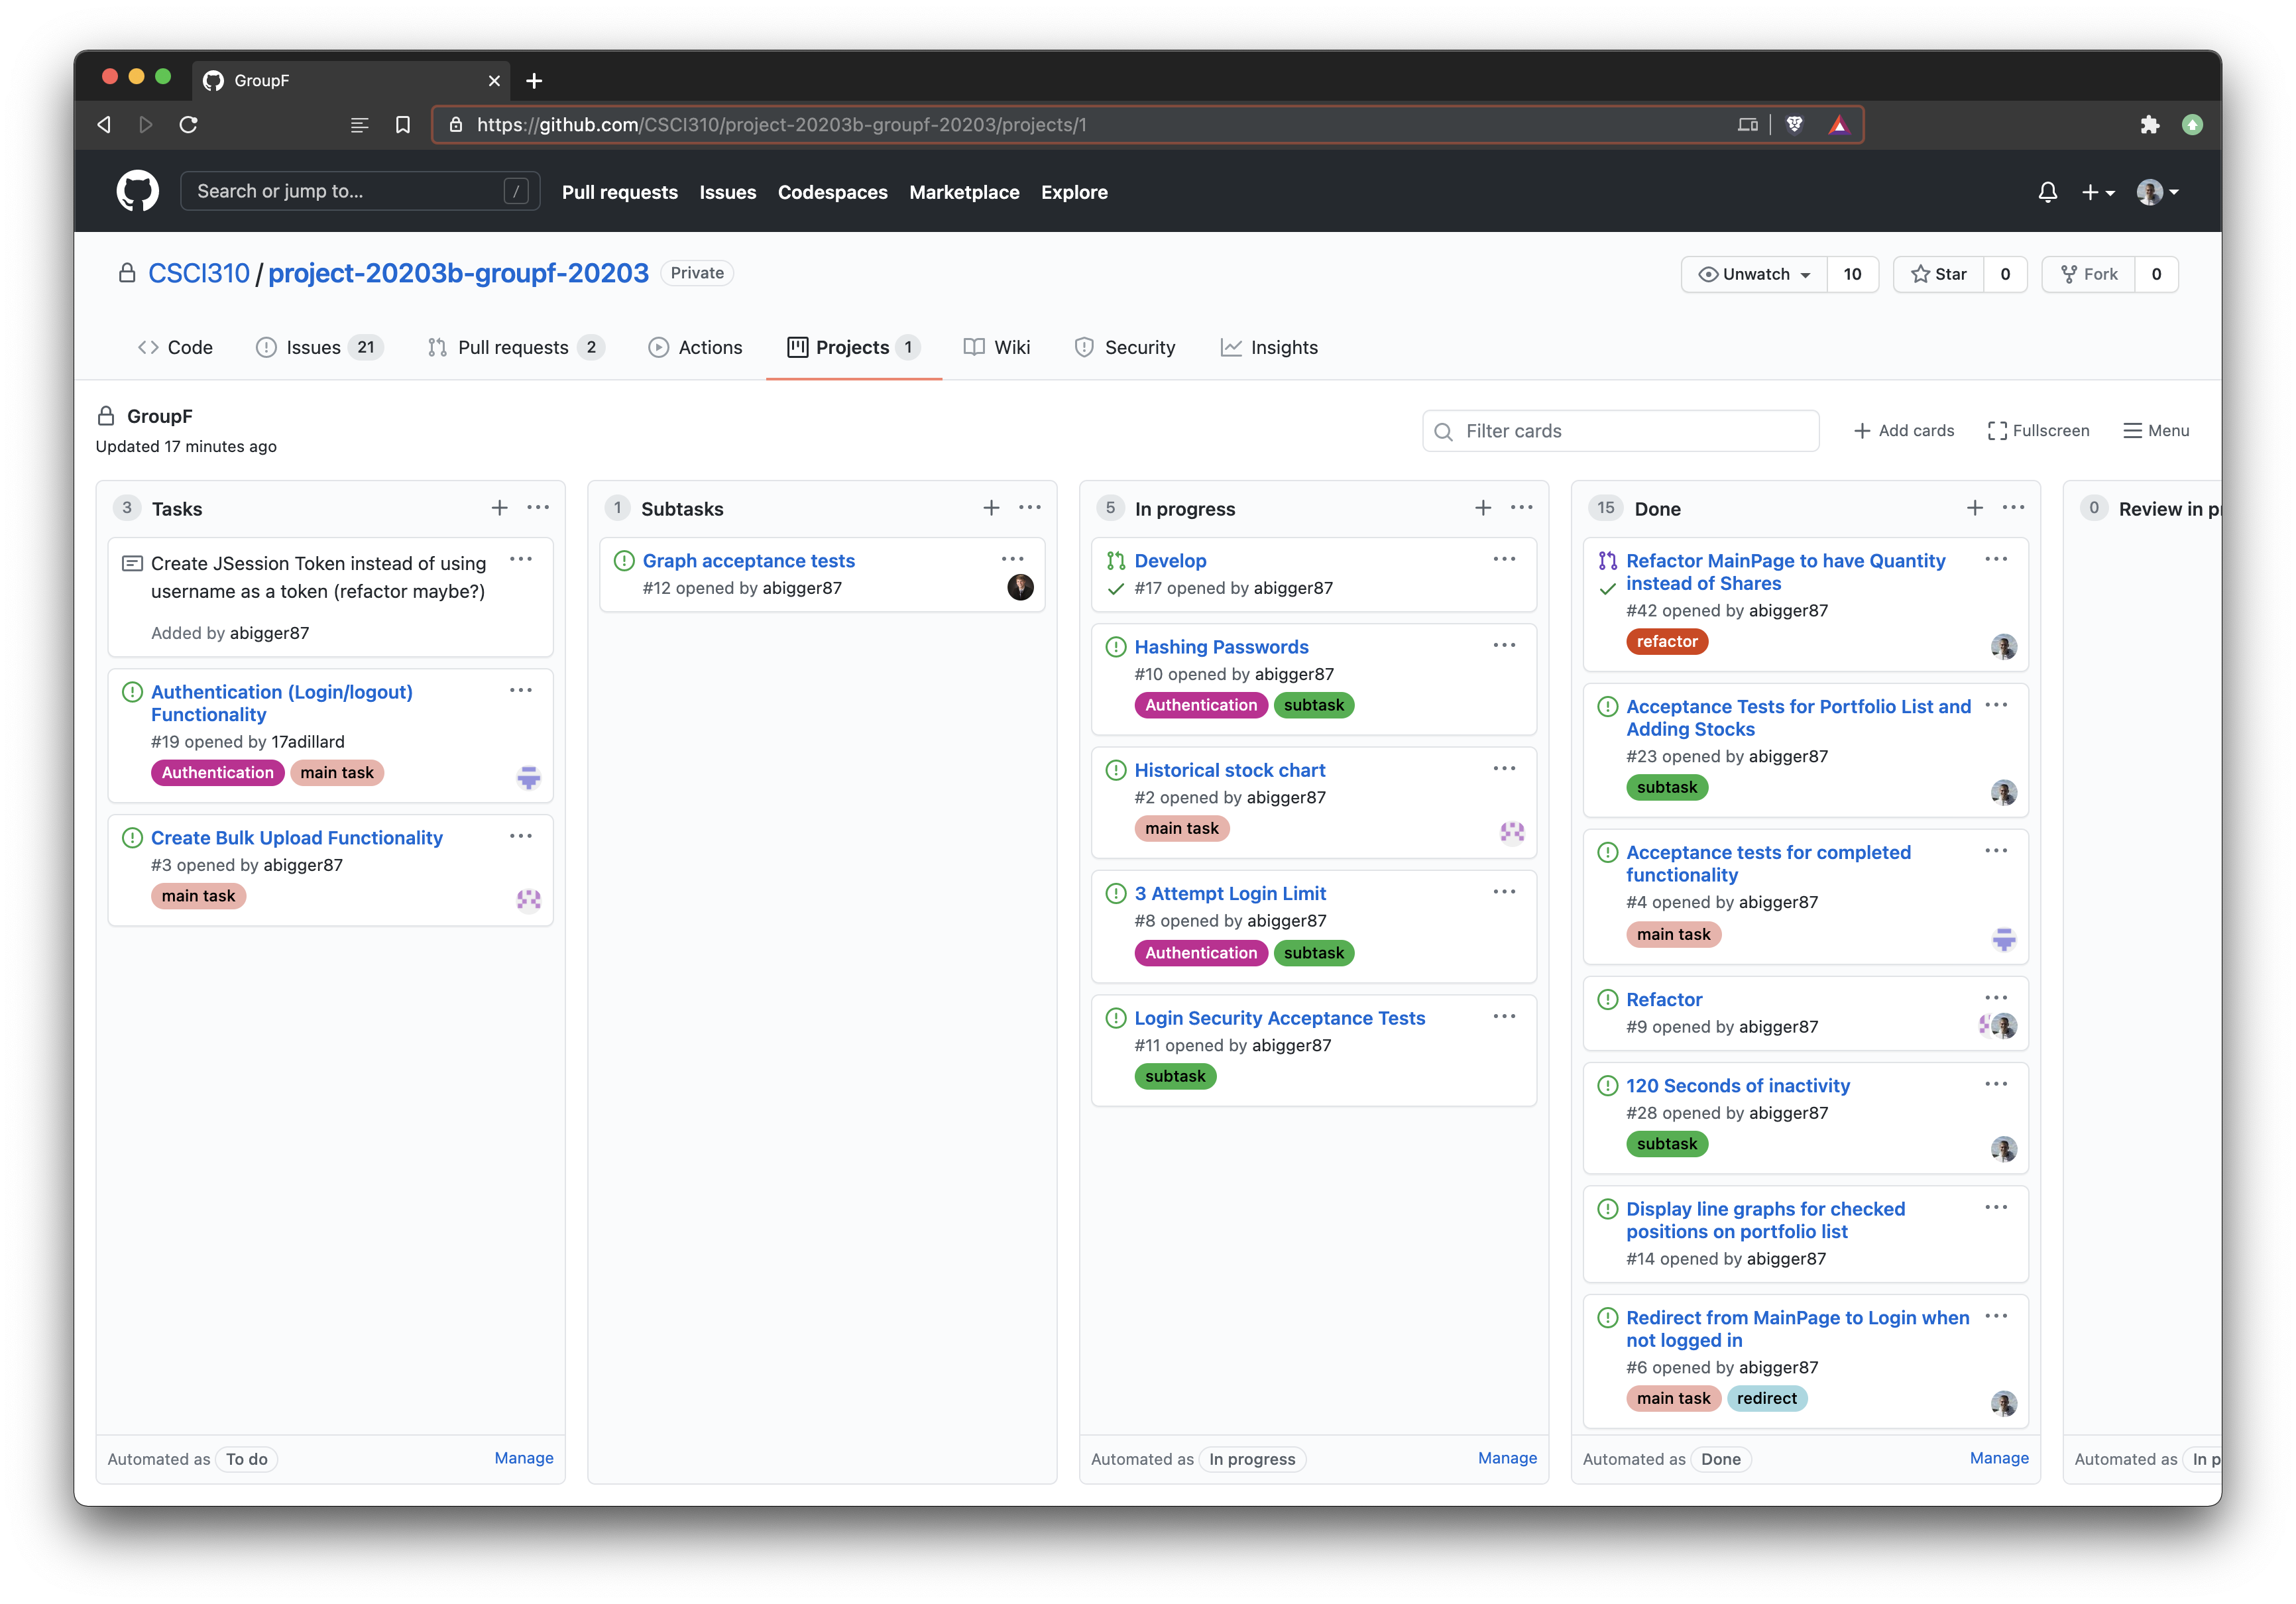 GroupF
https://github.com/CSCI310/project-20203b-groupf-20203/projects/1
Search or jump to... /
Pull requests Issues Codespaces Marketplace Explore
CSCI310 / project-20203b-groupf-20203 Private
Unwatch 10 Star 0 Fork 0
Code Issues 21 Pull requests 2 Actions Projects 1 Wiki Security Insights
GroupF
Updated 17 minutes ago
Filter cards
Add cards Fullscreen Menu
3 Tasks
Create JSession Token instead of using
username as a token (refactor maybe?)
Added by abigger87
Authentication (Login/logout)
Functionality
#19 opened by 17adillard
Authentication main task
Create Bulk Upload Functionality
#3 opened by abigger87
main task
Automated as To do Manage
1 Subtasks
Graph acceptance tests
#12 opened by abigger87
5 In progress
Develop
#17 opened by abigger87
Hashing Passwords
#10 opened by abigger87
Authentication subtask
Historical stock chart
#2 opened by abigger87
main task
3 Attempt Login Limit
#8 opened by abigger87
Authentication subtask
Login Security Acceptance Tests
#11 opened by abigger87
subtask
Automated as In progress Manage
15 Done
Refactor MainPage to have Quantity
instead of Shares
#42 opened by abigger87
refactor
Acceptance Tests for Portfolio List and
Adding Stocks
#23 opened by abigger87
subtask
Acceptance tests for completed
functionality
#4 opened by abigger87
main task
Refactor
#9 opened by abigger87
120 Seconds of inactivity
#28 opened by abigger87
subtask
Display line graphs for checked
positions on portfolio list
#14 opened by abigger87
Redirect from MainPage to Login when
not logged in
#6 opened by abigger87
main task redirect
Automated as Done Manage
0 Review in p
Automated as In p